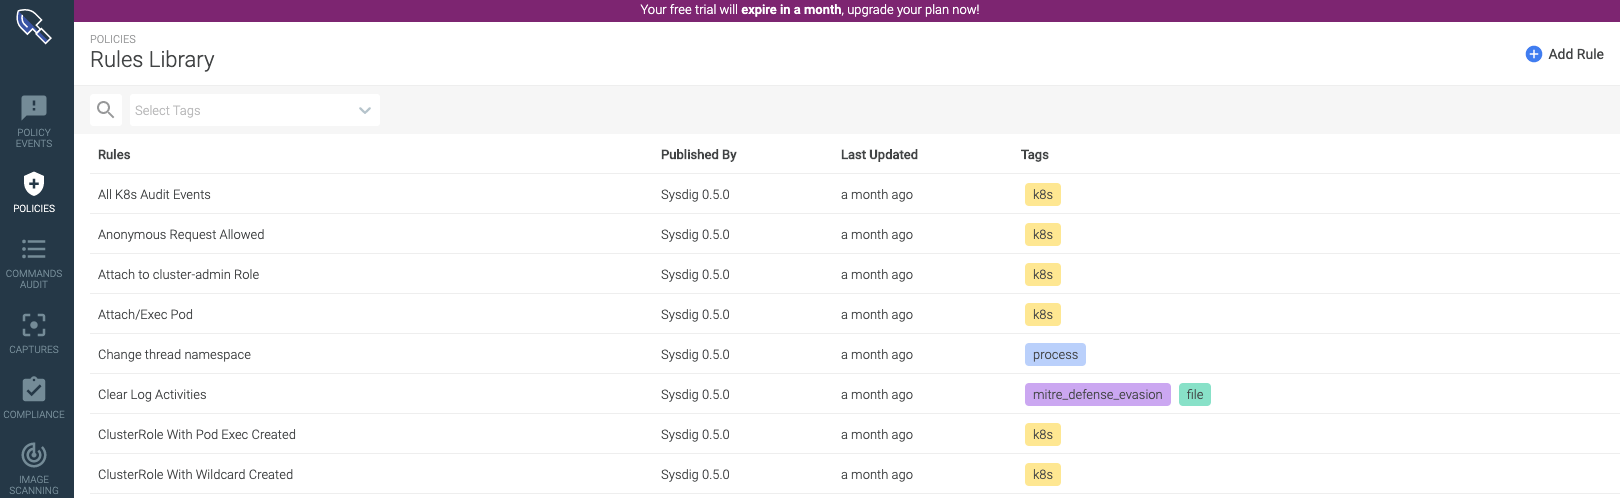 Your free trial will expire in a month, upgrade your plan now!
POLICIES
Rules Library
Add Rule
Select Tags
POLICY
EVENTS
POLICIES
COMMANDS
AUDIT
CAPTURES
COMPLIANCE
IMAGE
SCANNING
Rules Published By Last Updated Tags
All K8s Audit Events Sysdig 0.5.0 a month ago k8s
Anonymous Request Allowed Sysdig 0.5.0 a month ago k8s
Attach to cluster-admin Role Sysdig 0.5.0 a month ago k8s
Attach/Exec Pod Sysdig 0.5.0 a month ago k8s
Change thread namespace Sysdig 0.5.0 a month ago process
Clear Log Activities Sysdig 0.5.0 a month ago mitre_defense_evasion file
ClusterRole With Pod Exec Created Sysdig 0.5.0 a month ago k8s
ClusterRole With Wildcard Created Sysdig 0.5.0 a month ago k8s